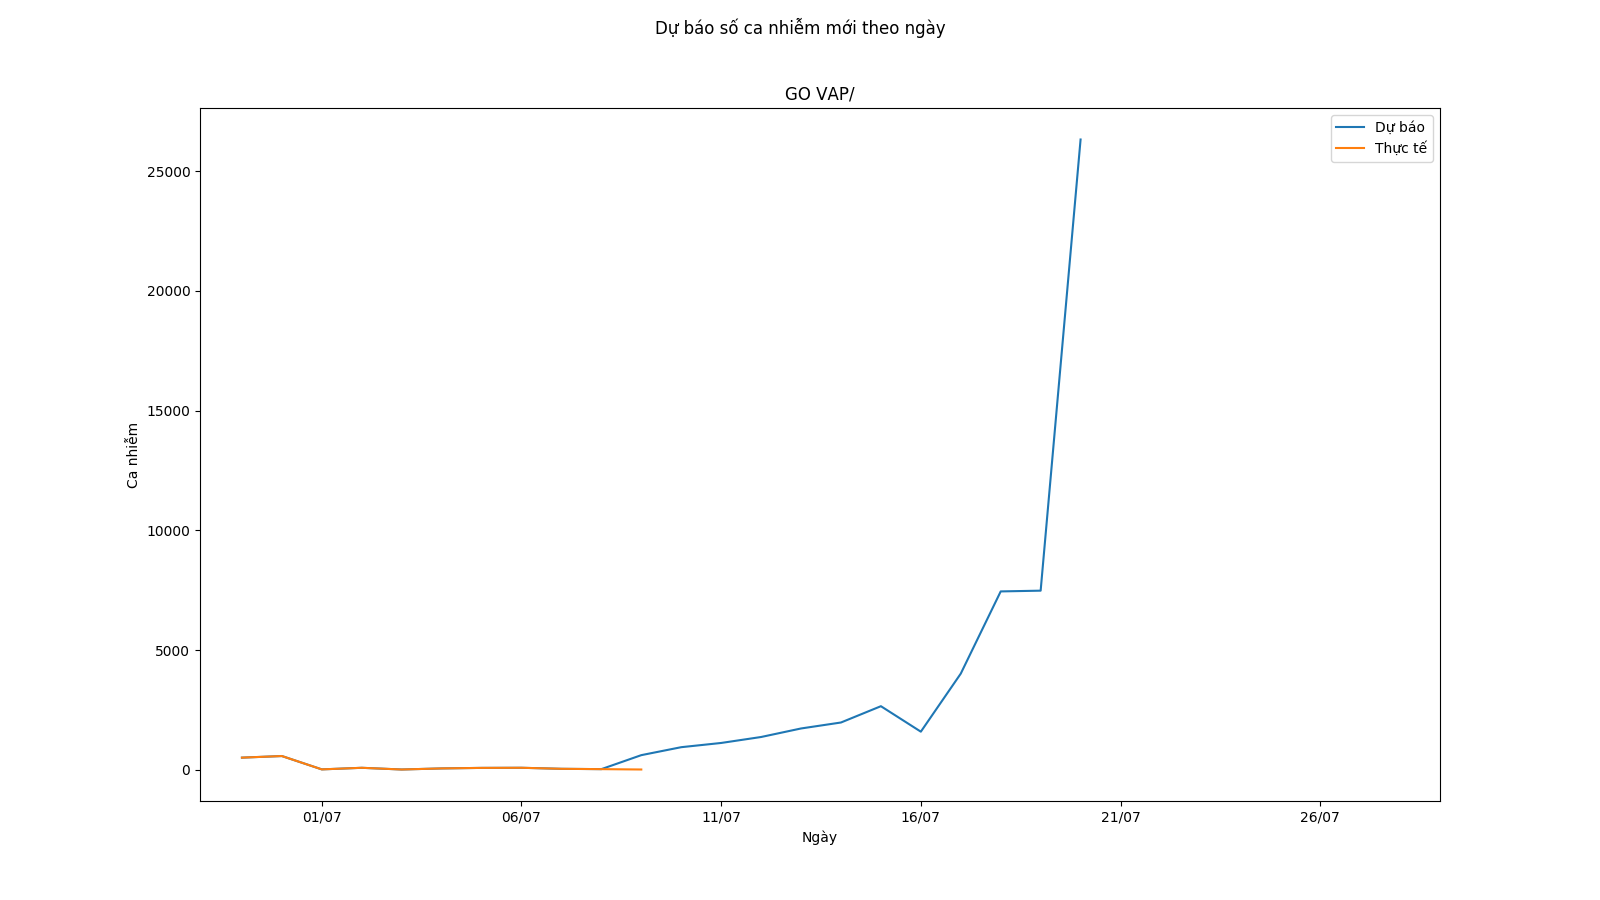 Dự báo số ca nhiễm mới theo ngày
GO VAP/
Dự báo
Thực tế
25000
20000
15000
10000
5000
0
Ca nhiễm
01/07
06/07
11/07
16/07
21/07
26/07
Ngày